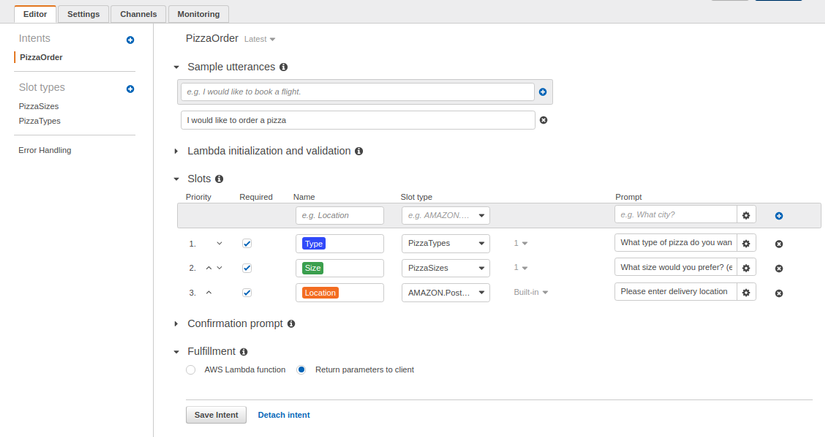 Editor Settings Channels Monitoring
Intents
PizzaOrder
Slot types
PizzaSizes
PizzaTypes
Error Handling
PizzaOrder Latest
Sample utterances
e.g. I would like to book a flight.
I would like to order a pizza
Lambda initialization and validation
Slots
Priority Required Name Slot type Prompt
e.g. Location e.g. AMAZON.... e.g. What city?
1. Type PizzaTypes 1 What type of pizza do you wan
2. Size PizzaSizes 1 What size would you prefer? (e
3. Location AMAZON.Post... Built-in Please enter delivery location
Confirmation prompt
Fulfillment
AWS Lambda function Return parameters to client
Save Intent Detach intent